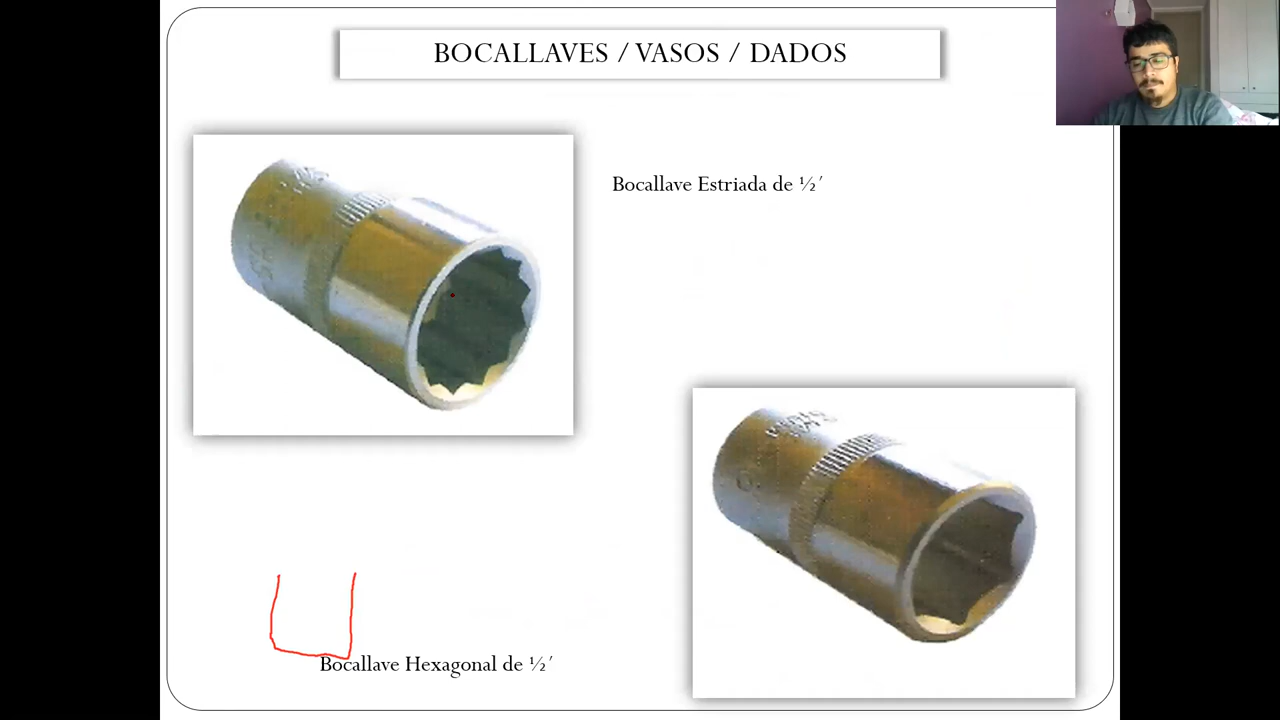 BOCALLAVES / VASOS / DADOS
Bocallave Estriada de ½´
Bocallave Hexagonal de ½´